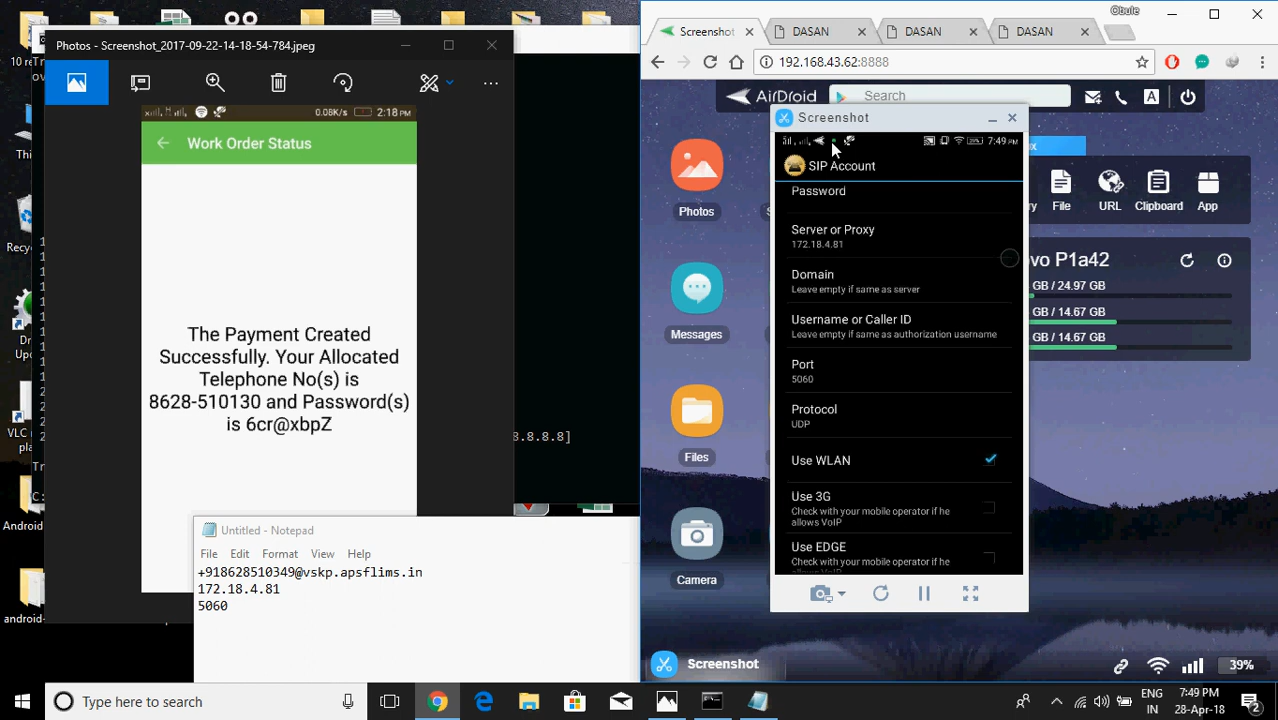 Photos - Screenshot_2017-09-22-14-18-54-784.jpeg
0.08K/s
2:18 PM
Work Order Status
The Payment Created
Successfully. Your Allocated
Telephone No(s) is
8628-510130 and Password(s)
is 6cr@xbpZ
8.8.8.8]
Untitled - Notepad
File Edit Format View Help
+918628510349@vskp.apsflims.in
172.18.4.81
5060
Recyc
VLC
pla
Android
android-
Type here to search
Obule
Screenshot
DASAN
DASAN
DASAN
192.168.43.62:8888
AirDroid
Search
Photos
Messages
Files
Camera
Screenshot
7:49 PM
SIP Account
Password
Server or Proxy
172.18.4.81
Domain
Leave empty if same as server
Username or Caller ID
Leave empty if same as authorization username
Port
5060
Protocol
UDP
Use WLAN
Use 3G
Check with your mobile operator if he
allows VoIP
Use EDGE
Check with your mobile operator if he
allows VoIP
File
URL
Clipboard
App
ovo P1a42
GB / 24.97 GB
GB / 14.67 GB
GB / 14.67 GB
Screenshot
39%
ENG
IN
7:49 PM
28-Apr-18
2